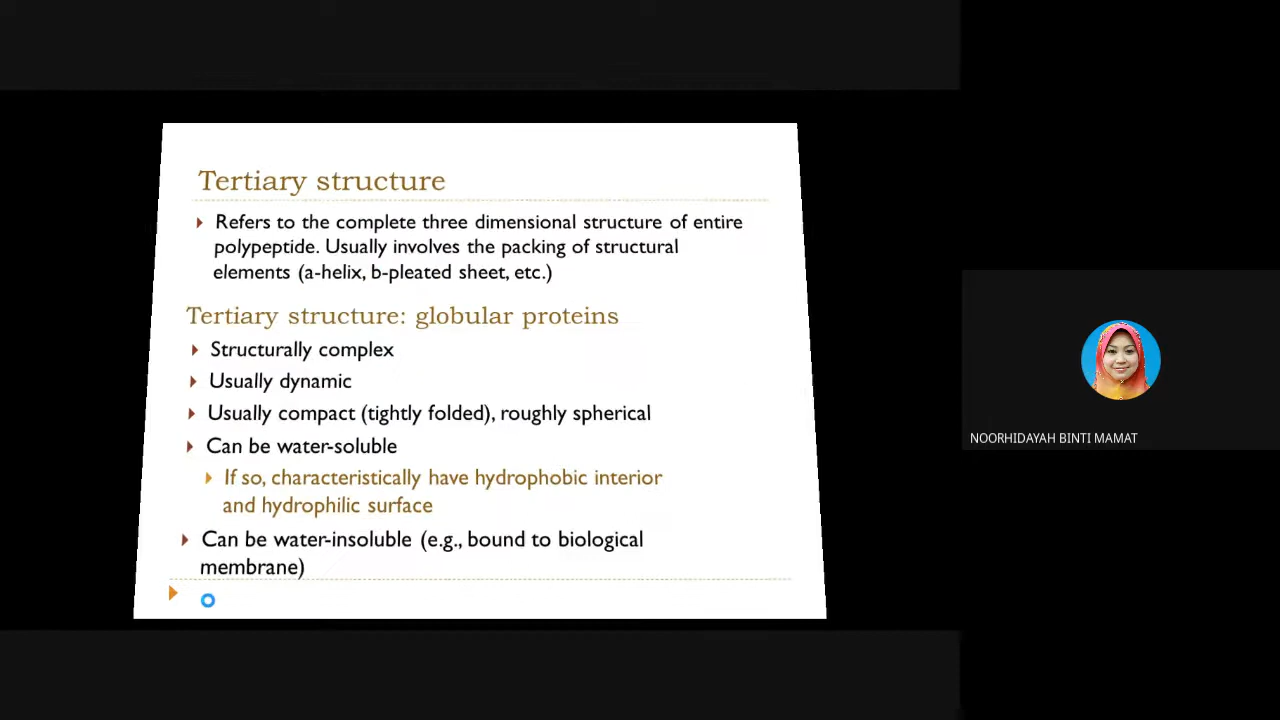 Tertiary structure
Refers to the complete three dimensional structure of entire
polypeptide. Usually involves the packing of structural
elements (a-helix, b-pleated sheet, etc.)
Tertiary structure: globular proteins
Structurally complex
Usually dynamic
Usually compact (tightly folded), roughly spherical
Can be water-soluble
If so, characteristically have hydrophobic interior
and hydrophilic surface
Can be water-insoluble (e.g., bound to biological
membrane)
NOORHIDAYAH BINTI MAMAT